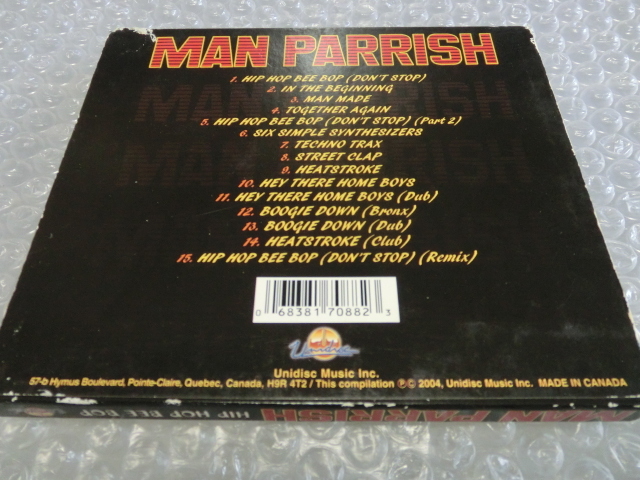 MAN PARRISH
1. HIP HOP BEE BOP (DON'T STOP)
2. IN THE BEGINNING
3. MAN MADE
4. TOGETHER AGAIN
5. HIP HOP BEE BOP (DON'T STOP) (Part 2)
6. SIX SIMPLE SYNTHESIZERS
7. TECHNO TRAX
8. STREET CLAP
9. HEATSTROKE
10. HEY THERE HOME BOYS
11. HEY THERE HOME BOYS (Dub)
12. BOOGIE DOWN (Bronx)
13. BOOGIE DOWN (Dub)
14. HEATSTROKE (Club)
15. HIP HOP BEE BOP (DON'T STOP) (Remix)
MAN PARRISH
MAN PARRISH
0 68381 70882 3
Unidisc
Unidisc Music Inc.
57-b Hymus Boulevard, Pointe-Claire, Quebec, Canada, H9R 4T2 / This compilation ℗© 2004, Unidisc Music Inc. MADE IN CANADA
HIP HOP BEE BOP MAN PARRISH